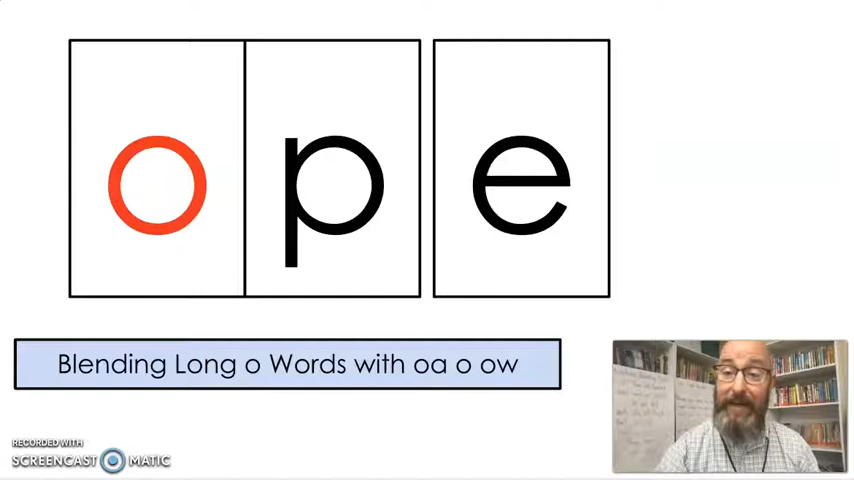 o p e
Blending Long o Words with oa o ow
RECORDED WITH
SCREENCAST MATIC